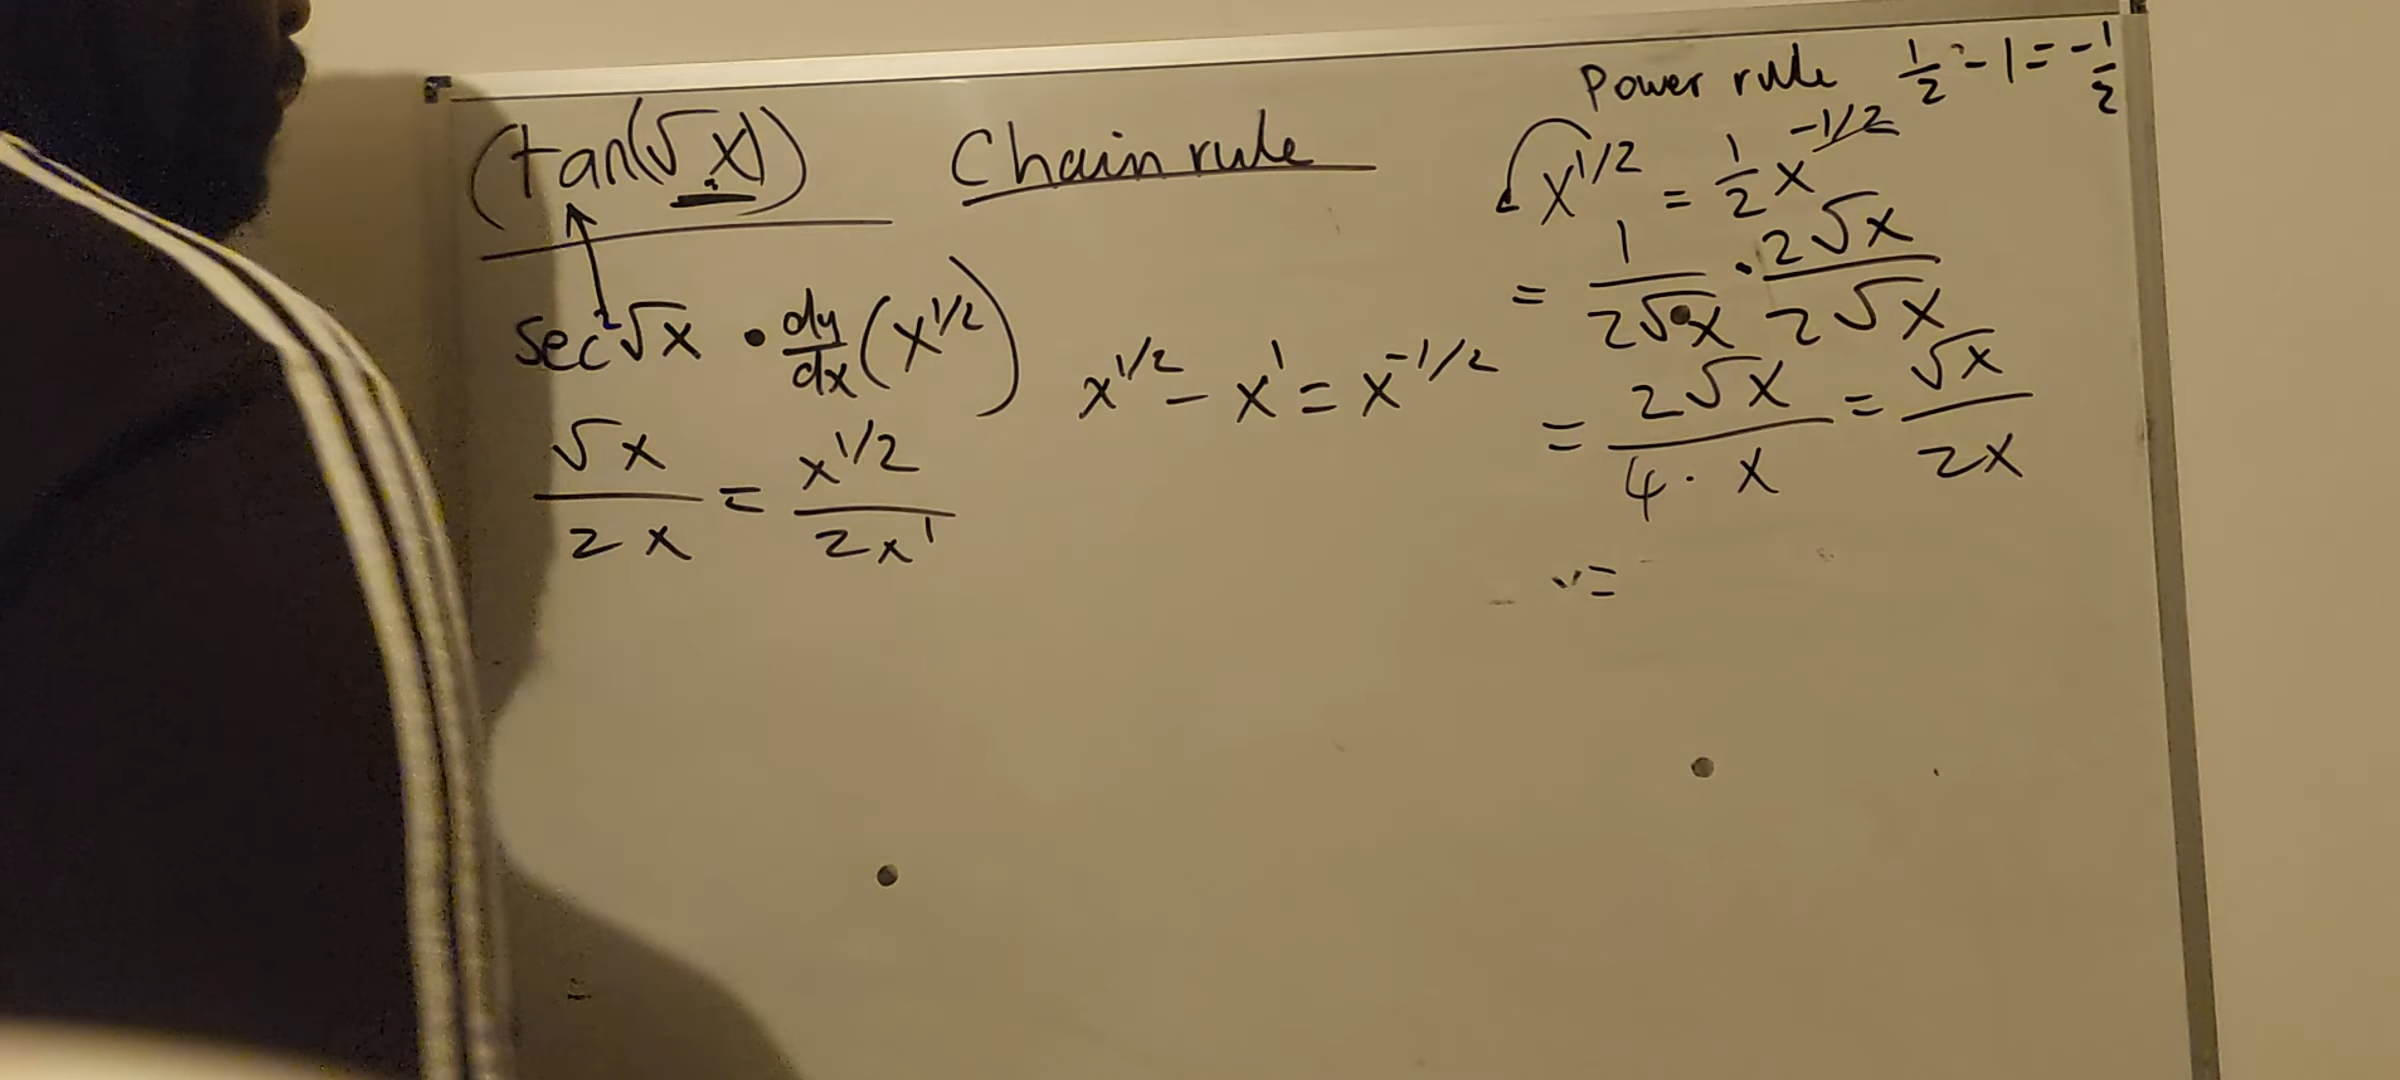 (tan(√x)) Chain rule
sec²√x · dy/dx (x^1/2)
x^1/2 - x^1 = x^-1/2
√x/2x = x^1/2/2x^1
Power rule 1/2 - 1 = -1/2
x^1/2 = 1/2 x^-1/2
= 1/2√x · 2√x/2√x
= 2√x/4·x = √x/2x
=